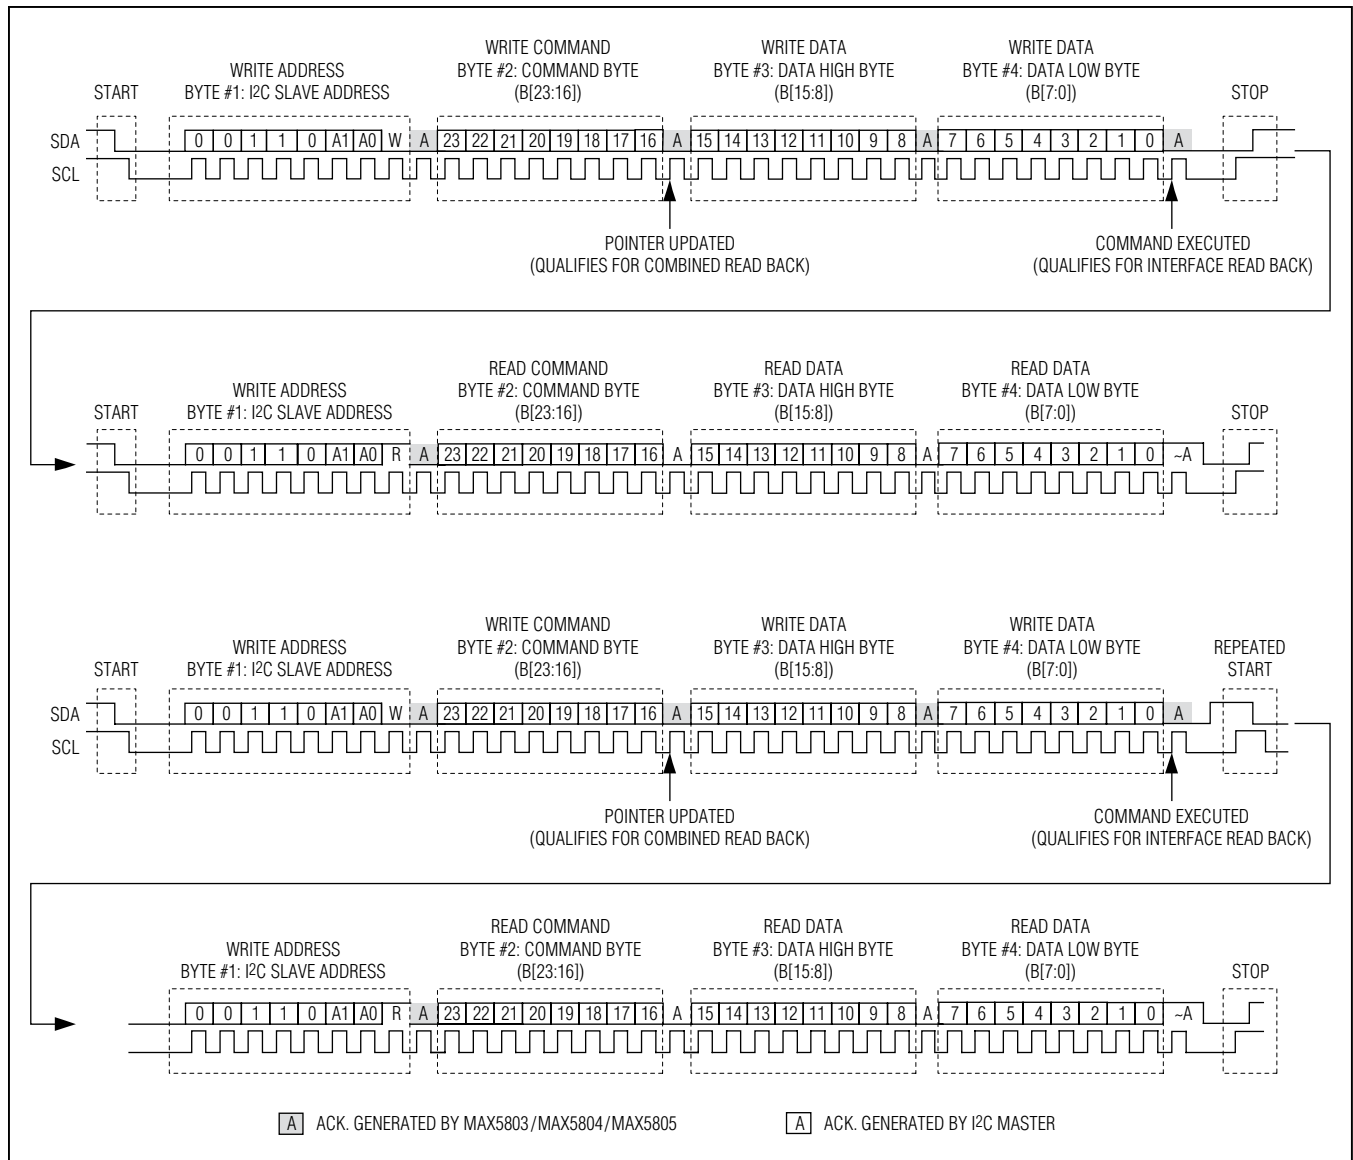 WRITE COMMAND WRITE DATA WRITE DATA
WRITE ADDRESS BYTE #2: COMMAND BYTE BYTE #3: DATA HIGH BYTE BYTE #4: DATA LOW BYTE
START BYTE #1: I2C SLAVE ADDRESS (B[23:16]) (B[15:8]) (B[7:0]) STOP
SDA 0 0 1 1 0 A1 A0 W A 23 22 21 20 19 18 17 16 A 15 14 13 12 11 10 9 8 A 7 6 5 4 3 2 1 0 A
SCL
POINTER UPDATED COMMAND EXECUTED
(QUALIFIES FOR COMBINED READ BACK) (QUALIFIES FOR INTERFACE READ BACK)
READ COMMAND READ DATA READ DATA
WRITE ADDRESS BYTE #2: COMMAND BYTE BYTE #3: DATA HIGH BYTE BYTE #4: DATA LOW BYTE
START BYTE #1: I2C SLAVE ADDRESS (B[23:16]) (B[15:8]) (B[7:0]) STOP
0 0 1 1 0 A1 A0 R A 23 22 21 20 19 18 17 16 A 15 14 13 12 11 10 9 8 A 7 6 5 4 3 2 1 0 ~A
WRITE COMMAND WRITE DATA WRITE DATA
WRITE ADDRESS BYTE #2: COMMAND BYTE BYTE #3: DATA HIGH BYTE BYTE #4: DATA LOW BYTE REPEATED
START BYTE #1: I2C SLAVE ADDRESS (B[23:16]) (B[15:8]) (B[7:0]) START
SDA 0 0 1 1 0 A1 A0 W A 23 22 21 20 19 18 17 16 A 15 14 13 12 11 10 9 8 A 7 6 5 4 3 2 1 0 A
SCL
POINTER UPDATED COMMAND EXECUTED
(QUALIFIES FOR COMBINED READ BACK) (QUALIFIES FOR INTERFACE READ BACK)
READ COMMAND READ DATA READ DATA
WRITE ADDRESS BYTE #2: COMMAND BYTE BYTE #3: DATA HIGH BYTE BYTE #4: DATA LOW BYTE
BYTE #1: I2C SLAVE ADDRESS (B[23:16]) (B[15:8]) (B[7:0]) STOP
0 0 1 1 0 A1 A0 R A 23 22 21 20 19 18 17 16 A 15 14 13 12 11 10 9 8 A 7 6 5 4 3 2 1 0 ~A
A ACK. GENERATED BY MAX5803/MAX5804/MAX5805 A ACK. GENERATED BY I2C MASTER